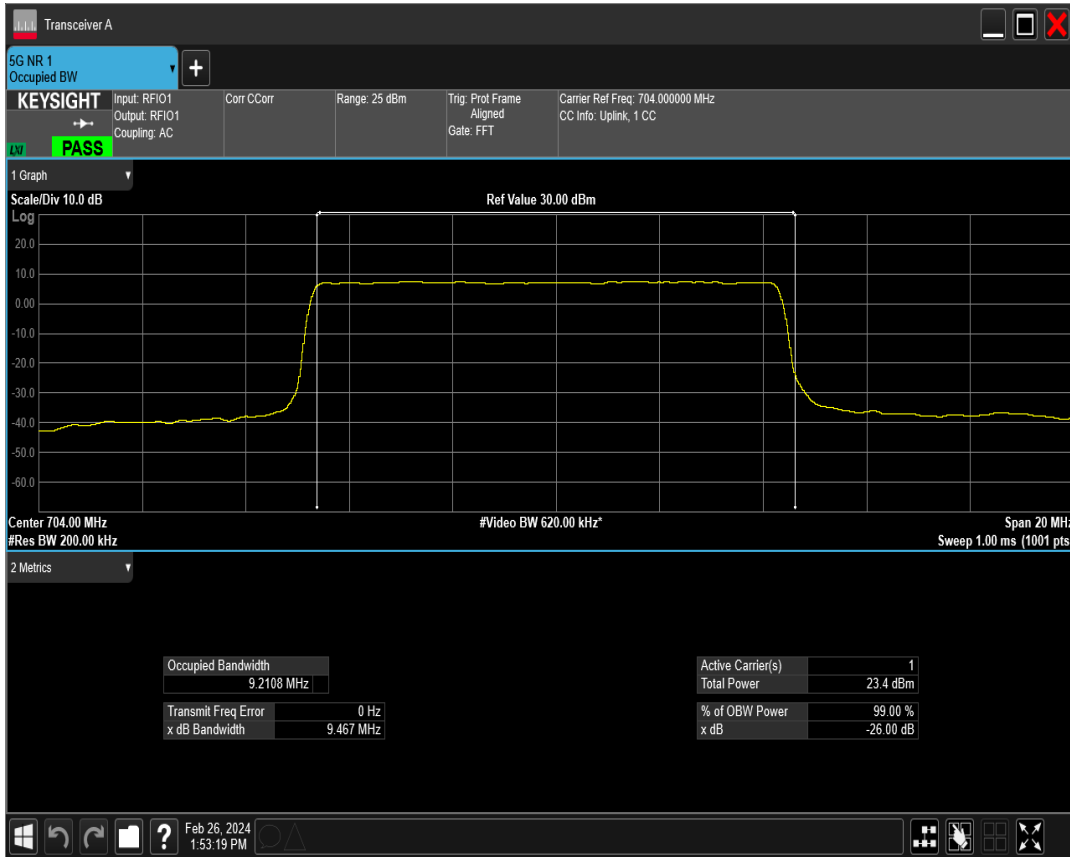 Transceiver A
5G NR 1
Occupied BW
+
KEYSIGHT
LXI
PASS
Input: RFIO1
Output: RFIO1
Coupling: AC
Corr CCorr
Range: 25 dBm
Trig: Prot Frame
Aligned
Gate: FFT
Carrier Ref Freq: 704.000000 MHz
CC Info: Uplink, 1 CC
1 Graph
Scale/Div 10.0 dB
Ref Value 30.00 dBm
Log
20.0
10.0
0.00
-10.0
-20.0
-30.0
-40.0
-50.0
-60.0
Center 704.00 MHz
#Video BW 620.00 kHz*
Span 20 MHz
#Res BW 200.00 kHz
Sweep 1.00 ms (1001 pts
2 Metrics
Occupied Bandwidth
9.2108 MHz
Transmit Freq Error 0 Hz
x dB Bandwidth 9.467 MHz
Active Carrier(s) 1
Total Power 23.4 dBm
% of OBW Power 99.00 %
x dB -26.00 dB
?
Feb 26, 2024
1:53:19 PM